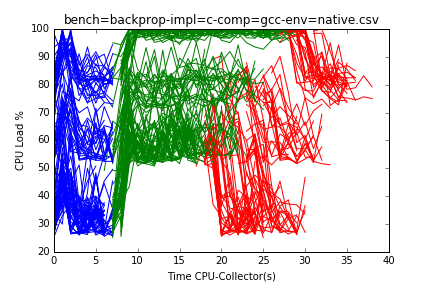 bench=backprop-impl=c-comp=gcc-env=native.csv
100
90
80
70
60
50
40
30
20
CPU Load %
0 5 10 15 20 25 30 35 40
Time CPU-Collector(s)